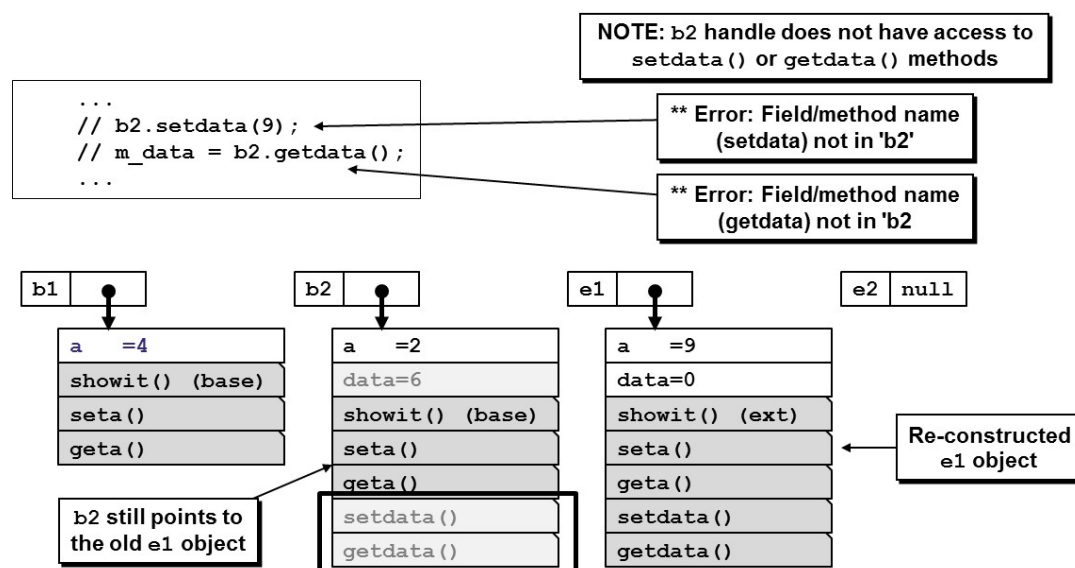 NOTE: b2 handle does not have access to
setdata() or getdata() methods
...
// b2.setdata(9);
// m_data = b2.getdata();
...
** Error: Field/method name
(setdata) not in 'b2'
** Error: Field/method name
(getdata) not in 'b2
b1
b2
e1
e2 null
a =4
showit() (base)
seta()
geta()
a =2
data=6
showit() (base)
seta()
geta()
setdata()
getdata()
a =9
data=0
showit() (ext)
seta()
geta()
setdata()
getdata()
Re-constructed
e1 object
b2 still points to
the old e1 object